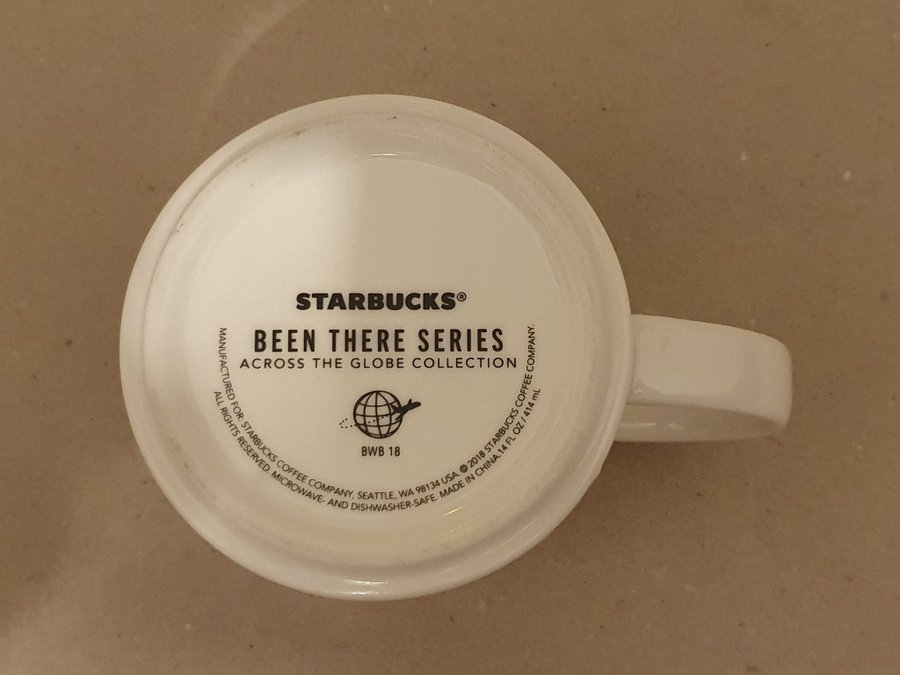 STARBUCKS®
BEEN THERE SERIES
ACROSS THE GLOBE COLLECTION
BWB 18
MANUFACTURED FOR: STARBUCKS COFFEE COMPANY, SEATTLE, WA 98134 USA. © 2018 STARBUCKS COFFEE COMPANY.
ALL RIGHTS RESERVED. MICROWAVE- AND DISHWASHER-SAFE. MADE IN CHINA. 14 FL OZ / 414 mL